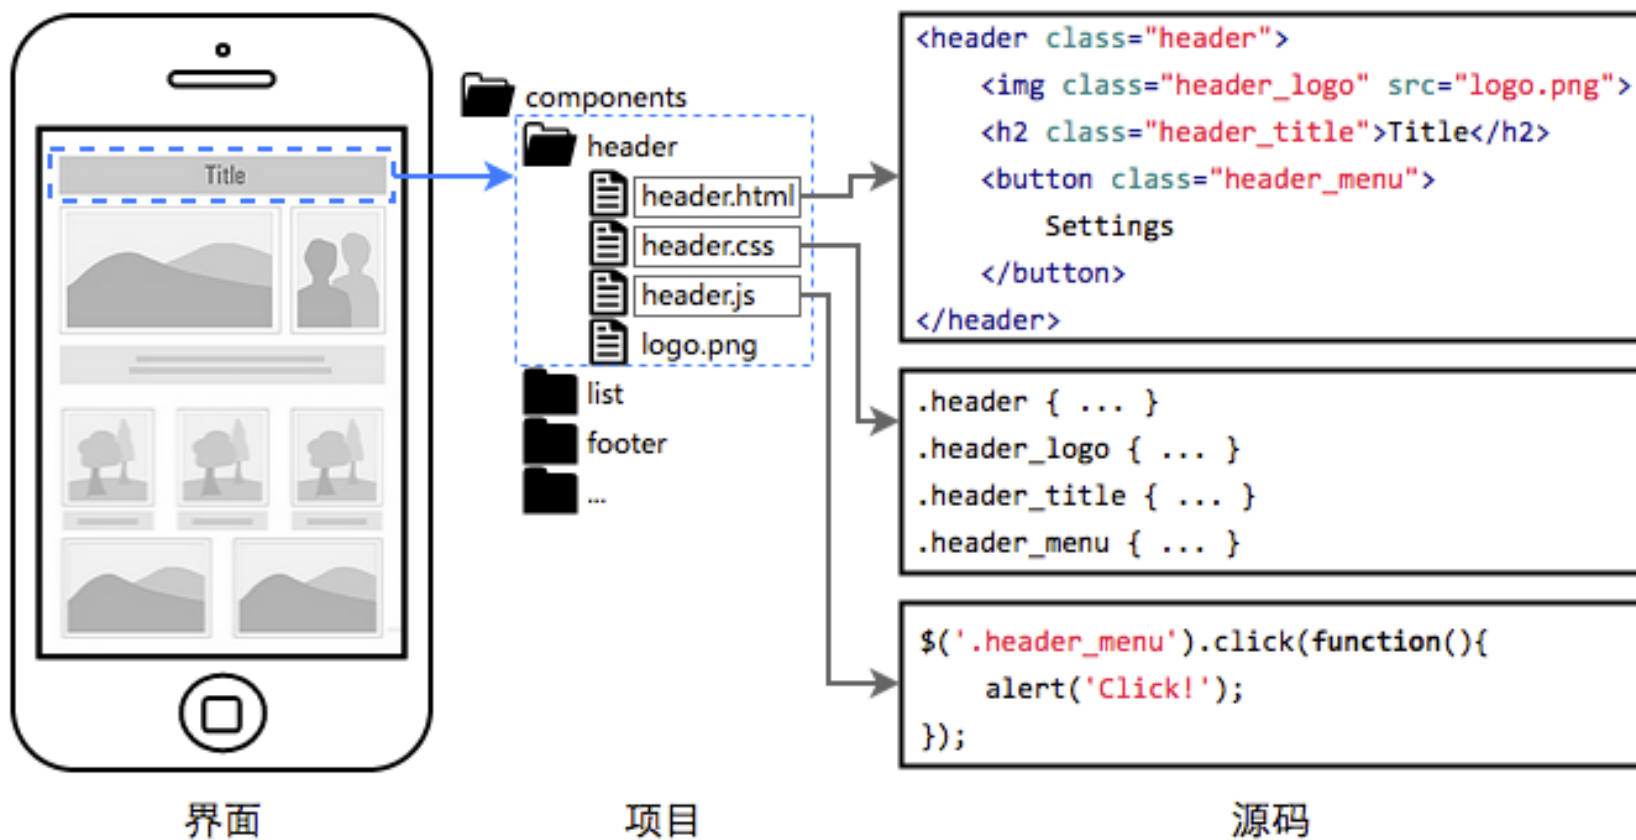 Title
components
header
header.html
header.css
header.js
logo.png
list
footer
...
<header class="header">
    <img class="header_logo" src="logo.png">
    <h2 class="header_title">Title</h2>
    <button class="header_menu">
        Settings
    </button>
</header>
.header { ... }
.header_logo { ... }
.header_title { ... }
.header_menu { ... }
$('.header_menu').click(function(){
    alert('Click!');
});
界面
项目
源码